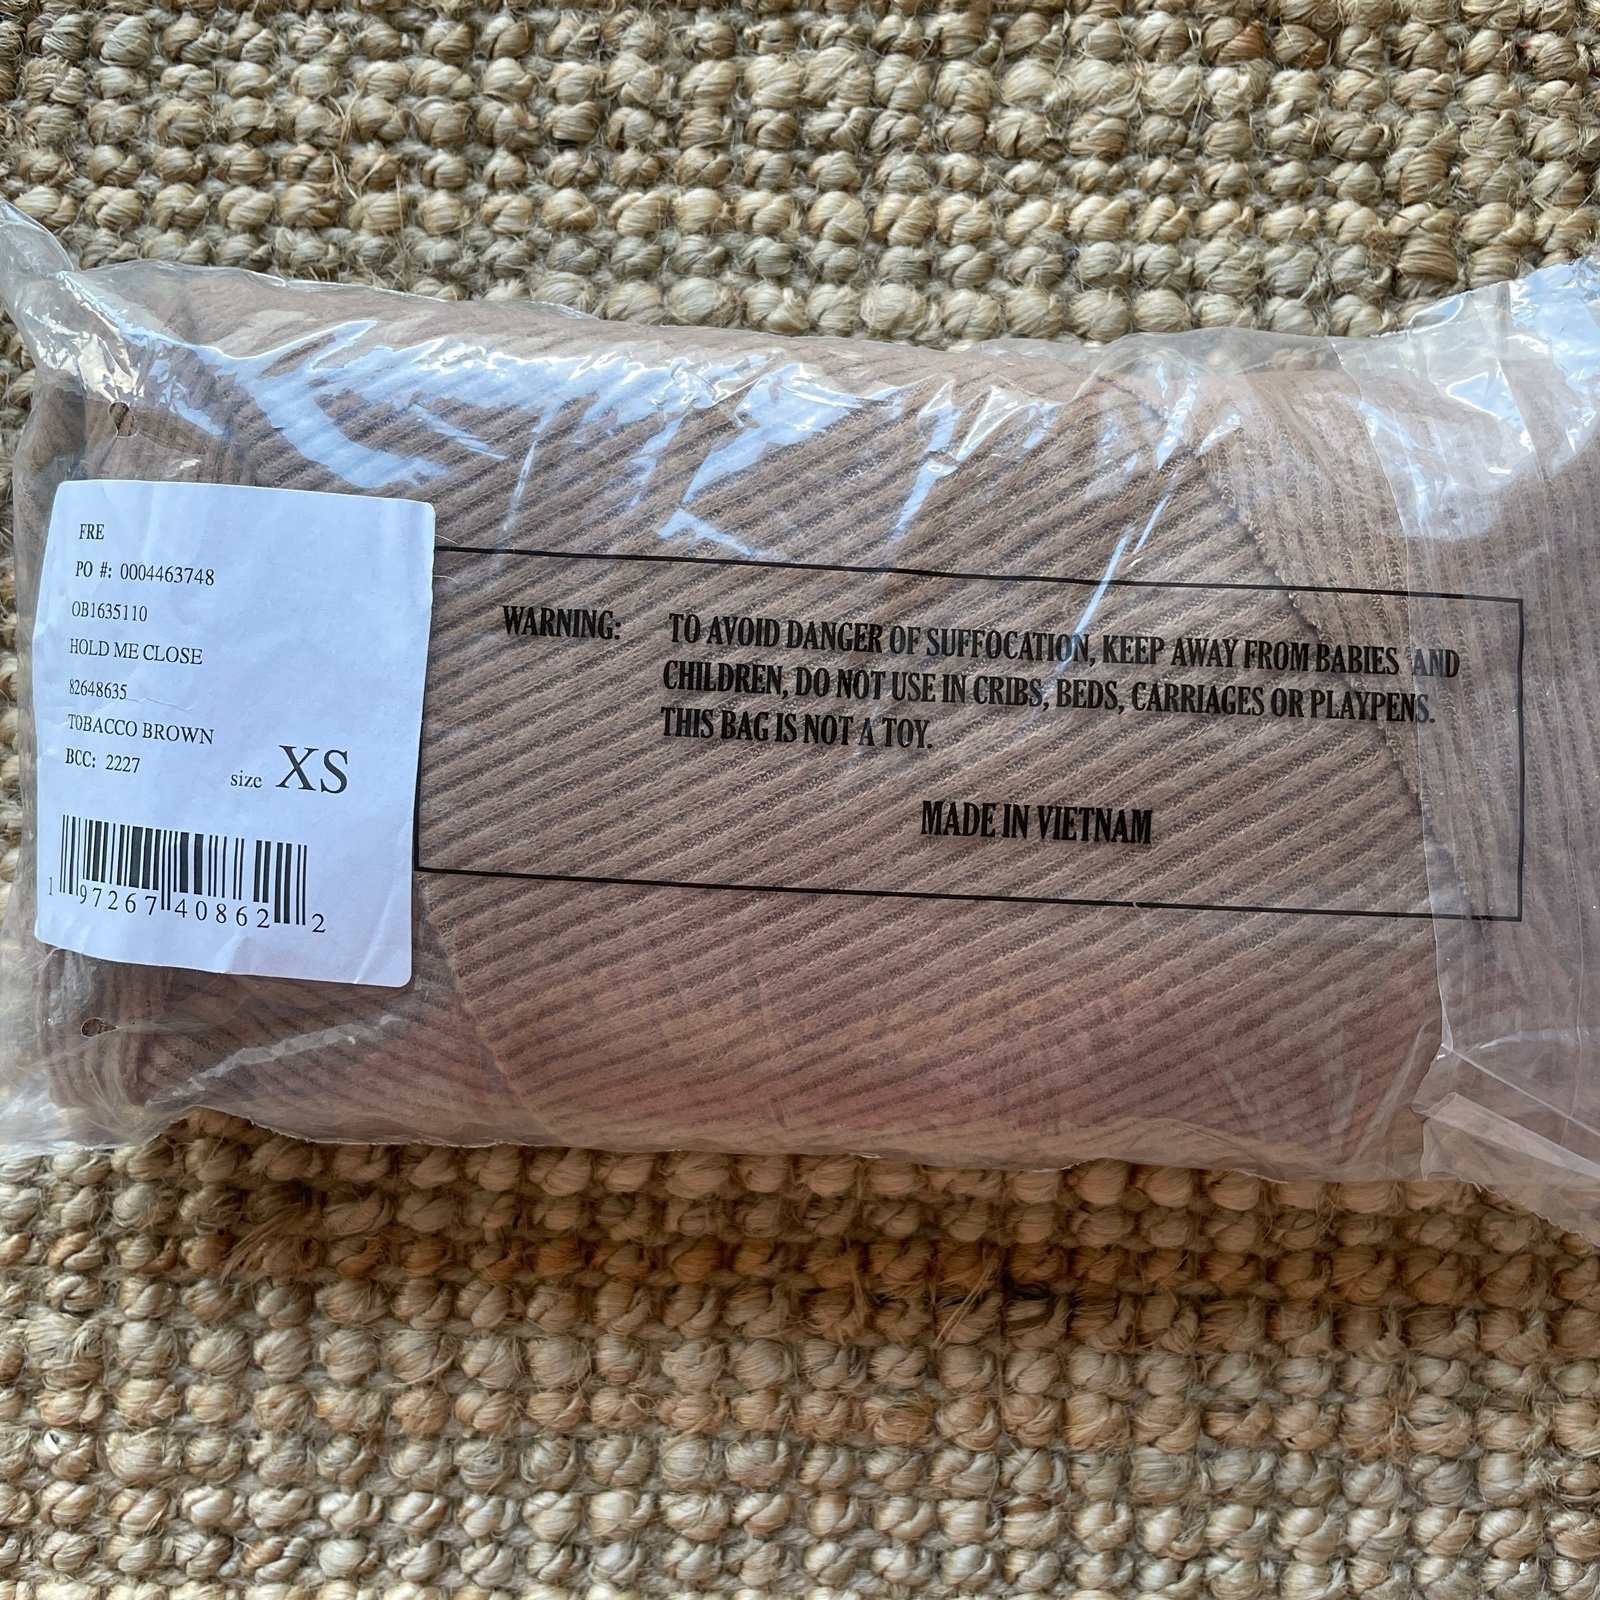 FRE
PO #: 0004463748
OB1635110
HOLD ME CLOSE
82648635
TOBACCO BROWN
BCC: 2227
size XS
1 97267 40862 2
WARNING: TO AVOID DANGER OF SUFFOCATION, KEEP AWAY FROM BABIES AND
CHILDREN, DO NOT USE IN CRIBS, BEDS, CARRIAGES OR PLAYPENS.
THIS BAG IS NOT A TOY.
MADE IN VIETNAM